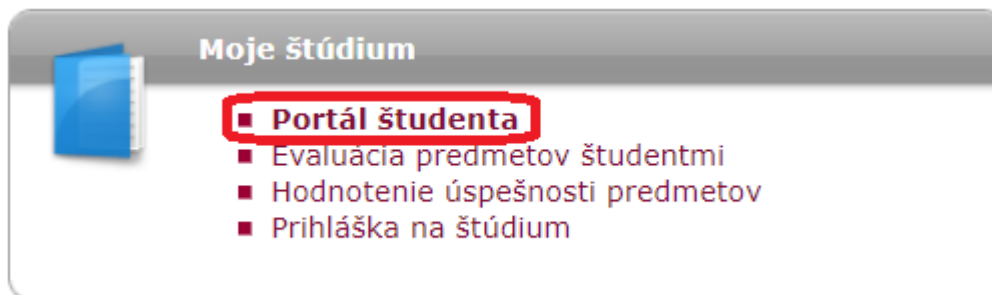 Moje štúdium
Portál študenta
Evaluácia predmetov študentmi
Hodnotenie úspešnosti predmetov
Prihláška na štúdium